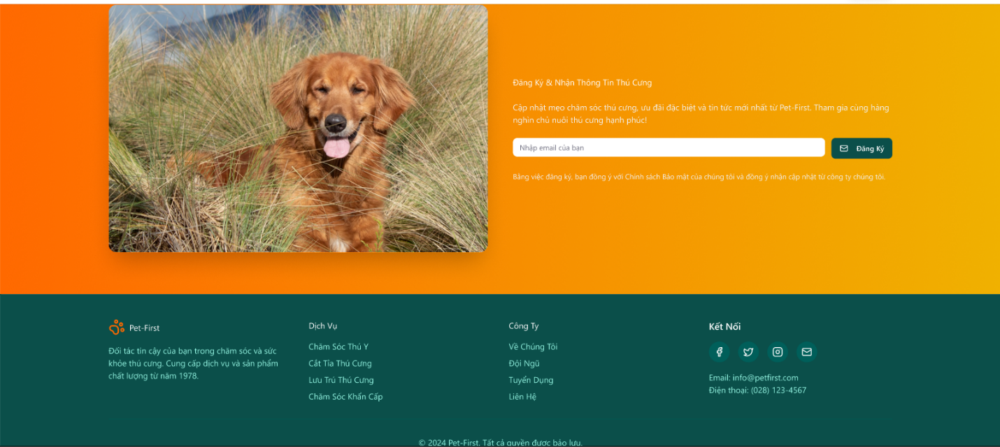 Đăng Ký & Nhận Thông Tin Thú Cưng
Cập nhật mẹo chăm sóc thú cưng, ưu đãi đặc biệt và tin tức mới nhất từ Pet-First. Tham gia cùng hàng
nghìn chủ nuôi thú cưng hạnh phúc!
Nhập email của bạn
Đăng Ký
Bằng việc đăng ký, bạn đồng ý với Chính sách Bảo mật của chúng tôi và đồng ý nhận cập nhật từ công ty chúng tôi.
Pet-First
Đối tác tin cậy của bạn trong chăm sóc và sức
khỏe thú cưng. Cung cấp dịch vụ và sản phẩm
chất lượng từ năm 1978.
Dịch Vụ
Chăm Sóc Thú Y
Cắt Tỉa Thú Cưng
Lưu Trú Thú Cưng
Chăm Sóc Khẩn Cấp
Công Ty
Về Chúng Tôi
Đội Ngũ
Tuyển Dụng
Liên Hệ
Kết Nối
Email: info@petfirst.com
Điện thoại: (028) 123-4567
© 2024 Pet-First. Tất cả quyền được bảo lưu.